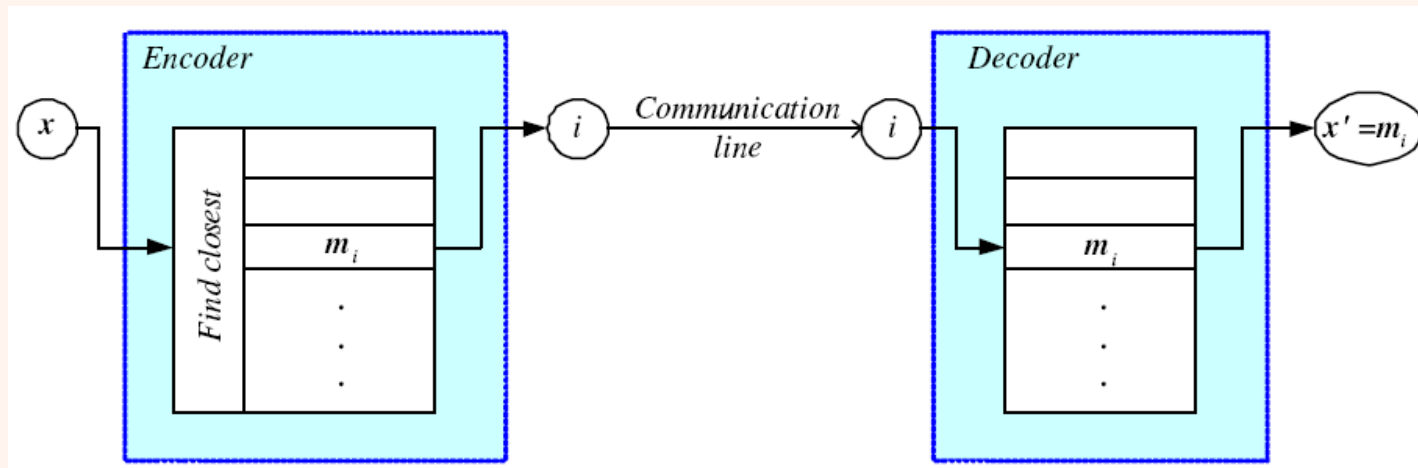 Encoder
Decoder
x
i
Communication
line
i
x' =m_i
Find closest
m_i
.
.
.
m_i
.
.
.